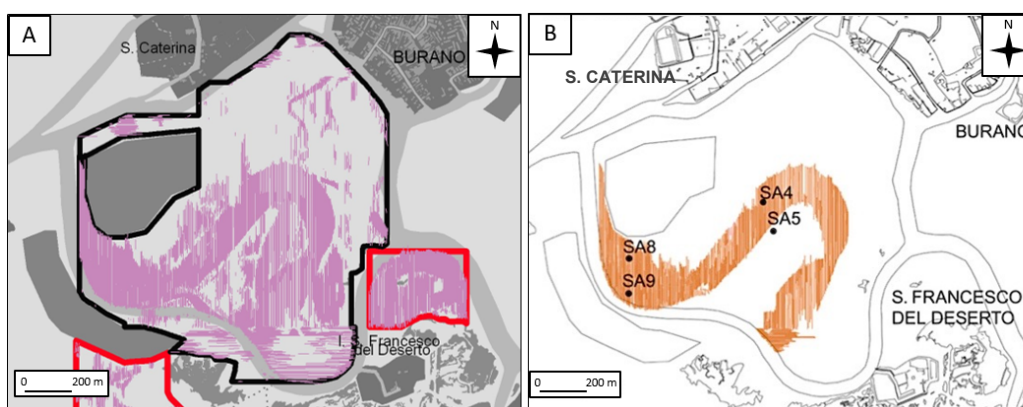 A
S. Caterina
BURANO
N
I. S. Francesco
del Deserto
0 200 m
B
S. CATERINA
N
BURANO
SA4
SA5
SA8
SA9
S. FRANCESCO
DEL DESERTO
0 200 m